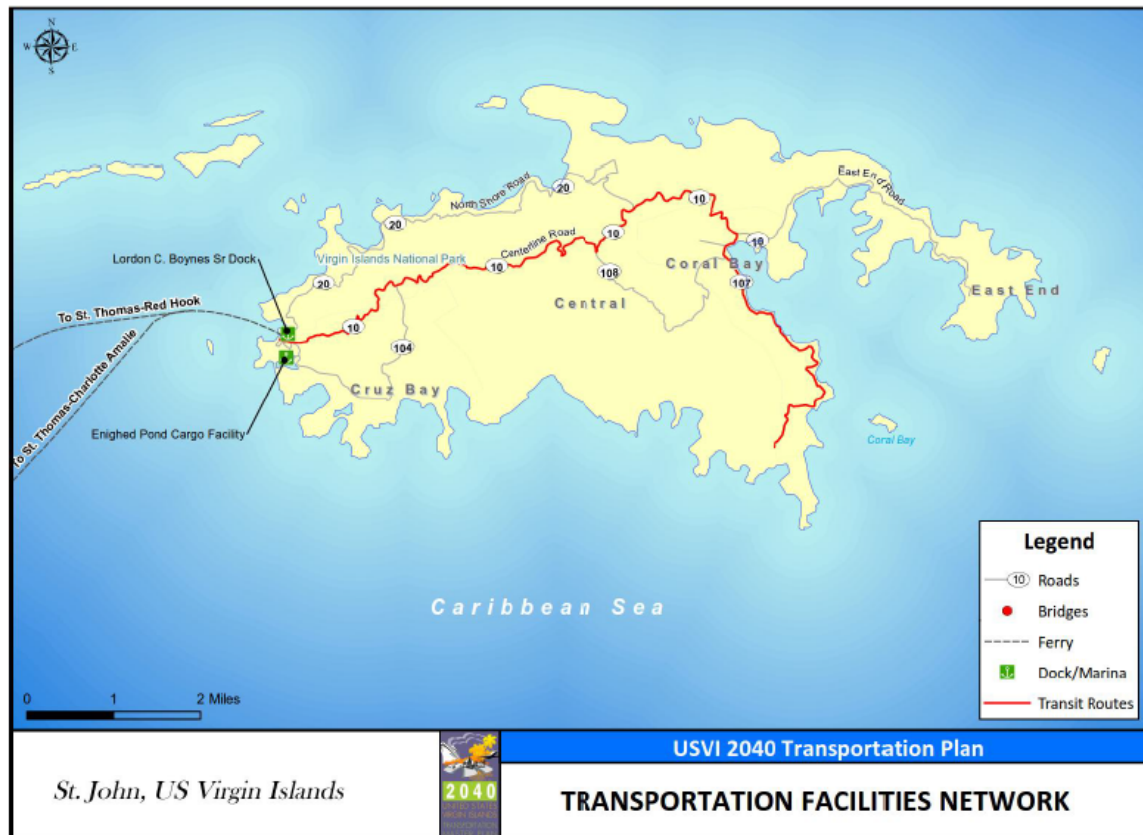 N
W E
S
North Shore Road
20
East End Road
20
10
Centerline Road
10
10
Lordon C. Boynes Sr Dock
Virgin Islands National Park
10
Coral Bay
108
107
20
Central
East End
To St. Thomas-Red Hook
10
To St. Thomas-Charlotte Amalie
104
Cruz Bay
Enighed Pond Cargo Facility
Coral Bay
Caribbean Sea
Legend
10 Roads
Bridges
Ferry
Dock/Marina
Transit Routes
0 1 2 Miles
St. John, US Virgin Islands
2040
UNITED STATES
VIRGIN ISLANDS
USVI 2040 Transportation Plan
TRANSPORTATION FACILITIES NETWORK